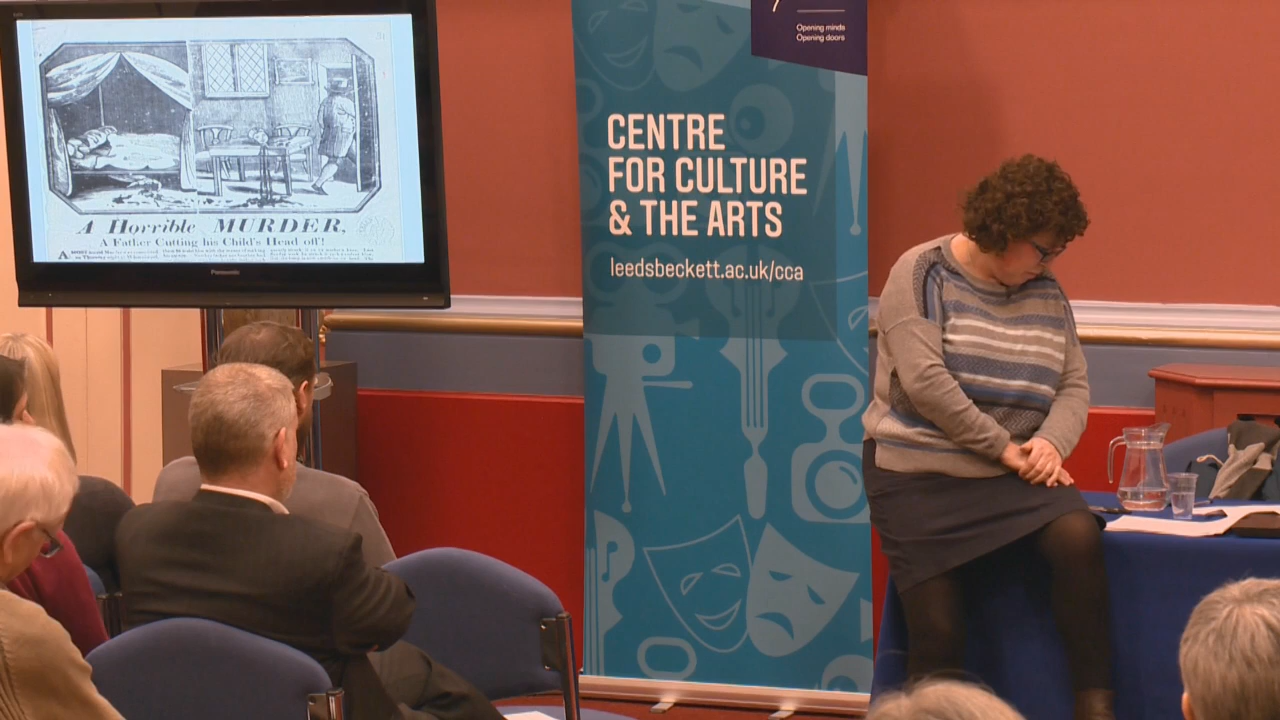 A Horrible MURDER,
A Father Cutting his Child's Head off!
Panasonic
Opening minds
Opening doors
CENTRE
FOR CULTURE
& THE ARTS
leedsbeckett.ac.uk/cca